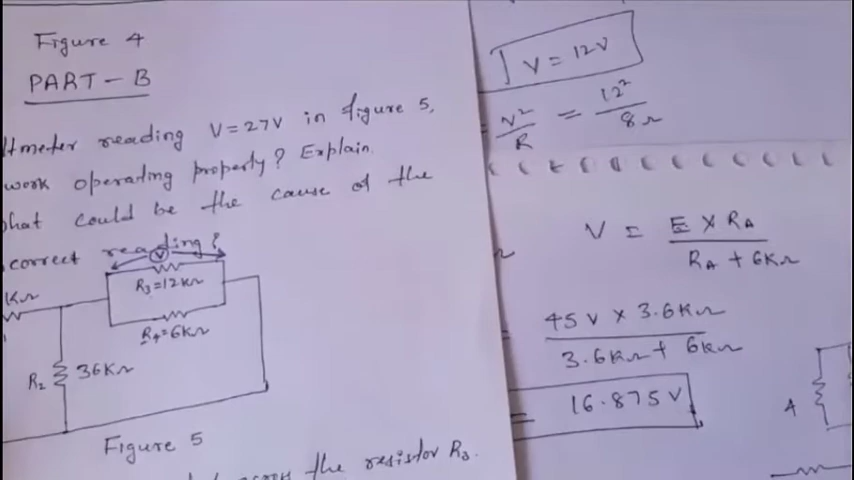 Figure 4
PART-B
ltmeter reading V=27V in figure 5,
work operating property? Explain.
hat could be the cause of the
correct reading?
V
KΩ
R3=12KΩ
R4=6KΩ
R2 36KΩ
Figure 5
the resistor R3.
V = 12V
V²/R = 12²/8Ω
V = E X RA
RA + 6KΩ
45V X 3.6KΩ
3.6KΩ + 6KΩ
= 16.875V
A